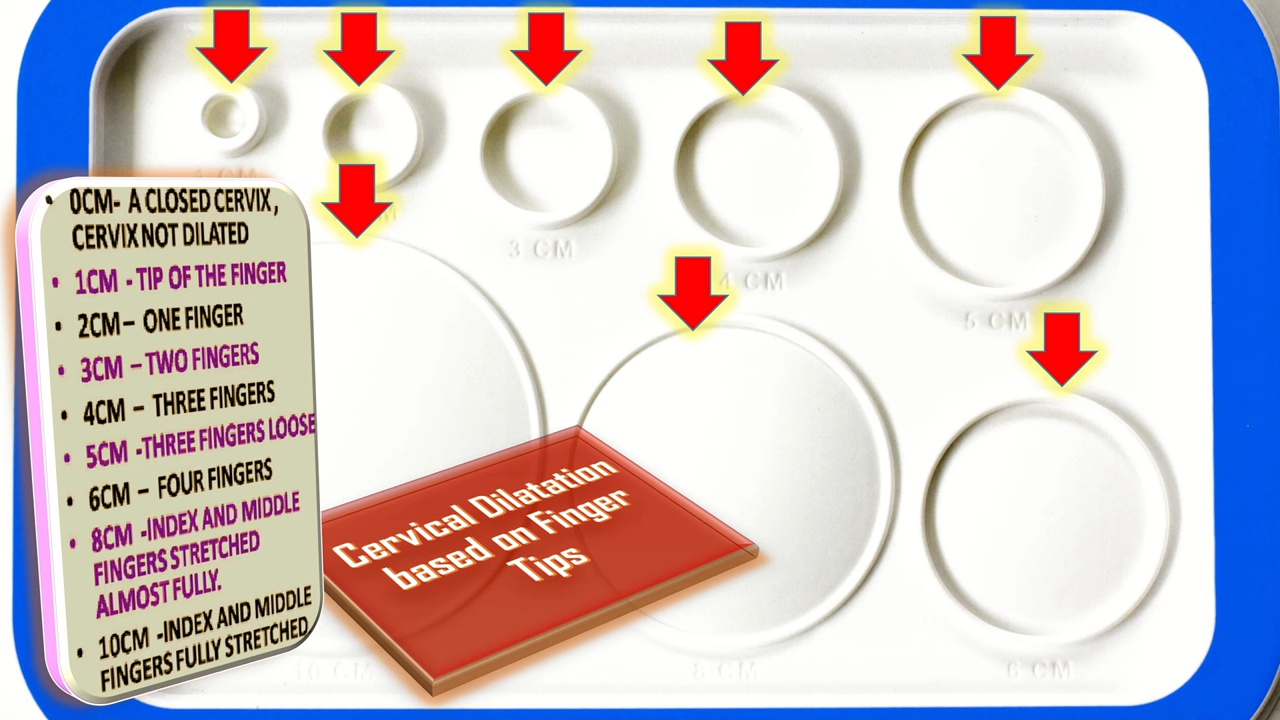 • 0CM- A CLOSED CERVIX,
CERVIX NOT DILATED
• 1CM - TIP OF THE FINGER
• 2CM – ONE FINGER
• 3CM – TWO FINGERS
• 4CM – THREE FINGERS
• 5CM -THREE FINGERS LOOSE
• 6CM – FOUR FINGERS
• 8CM -INDEX AND MIDDLE
FINGERS STRETCHED
ALMOST FULLY.
• 10CM -INDEX AND MIDDLE
FINGERS FULLY STRETCHED
Cervical Dilatation
based on Finger
Tips
3 CM
4 CM
5 CM
10 CM
8 CM
6 CM